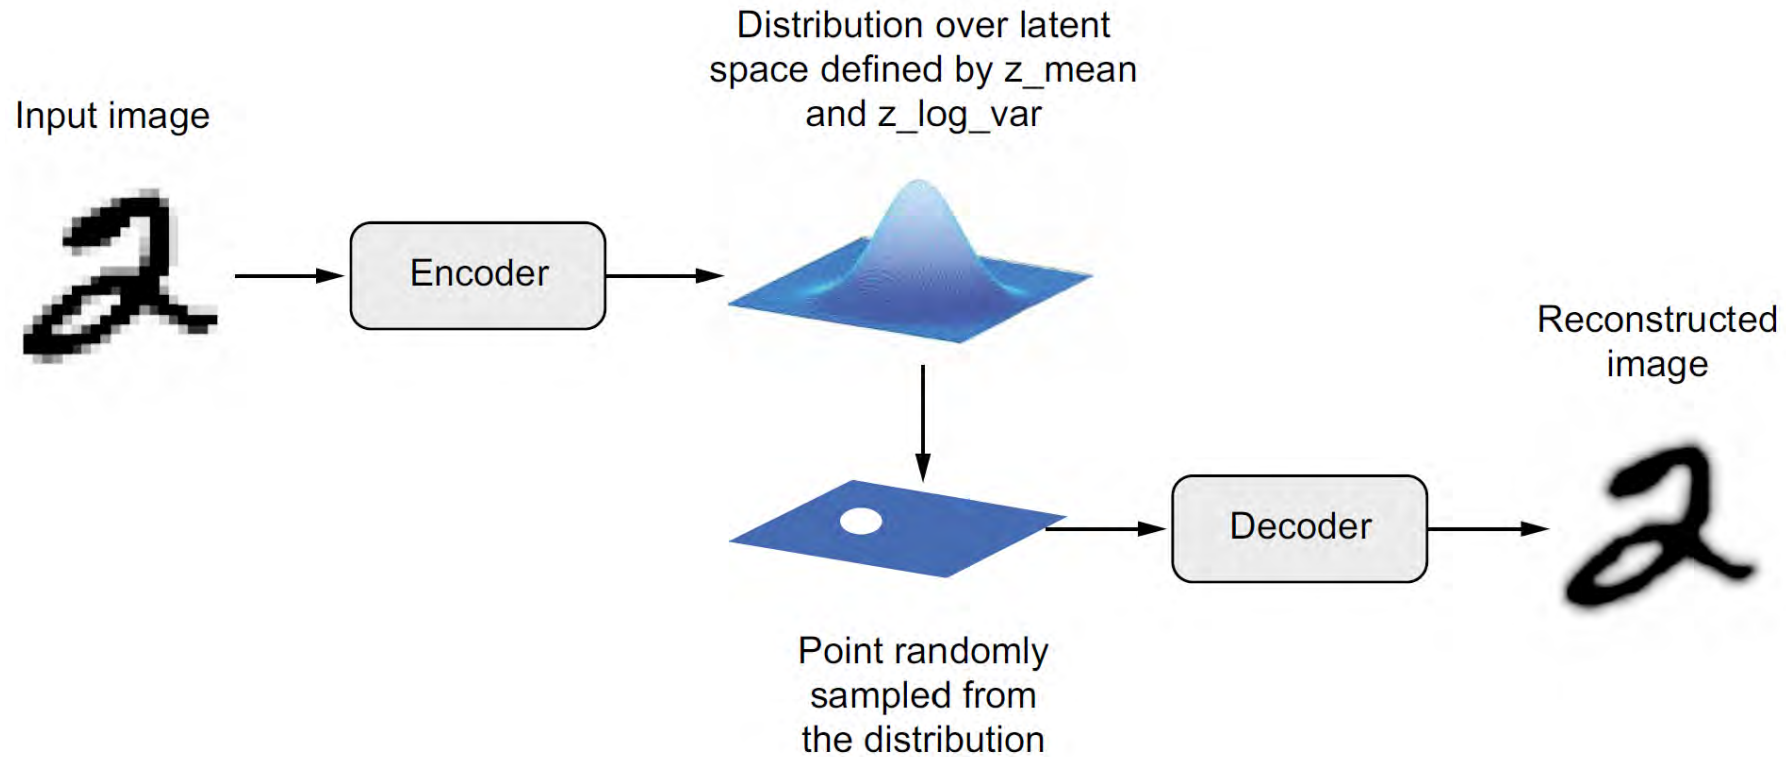 Input image
Encoder
Distribution over latent
space defined by z_mean
and z_log_var
Point randomly
sampled from
the distribution
Decoder
Reconstructed
image